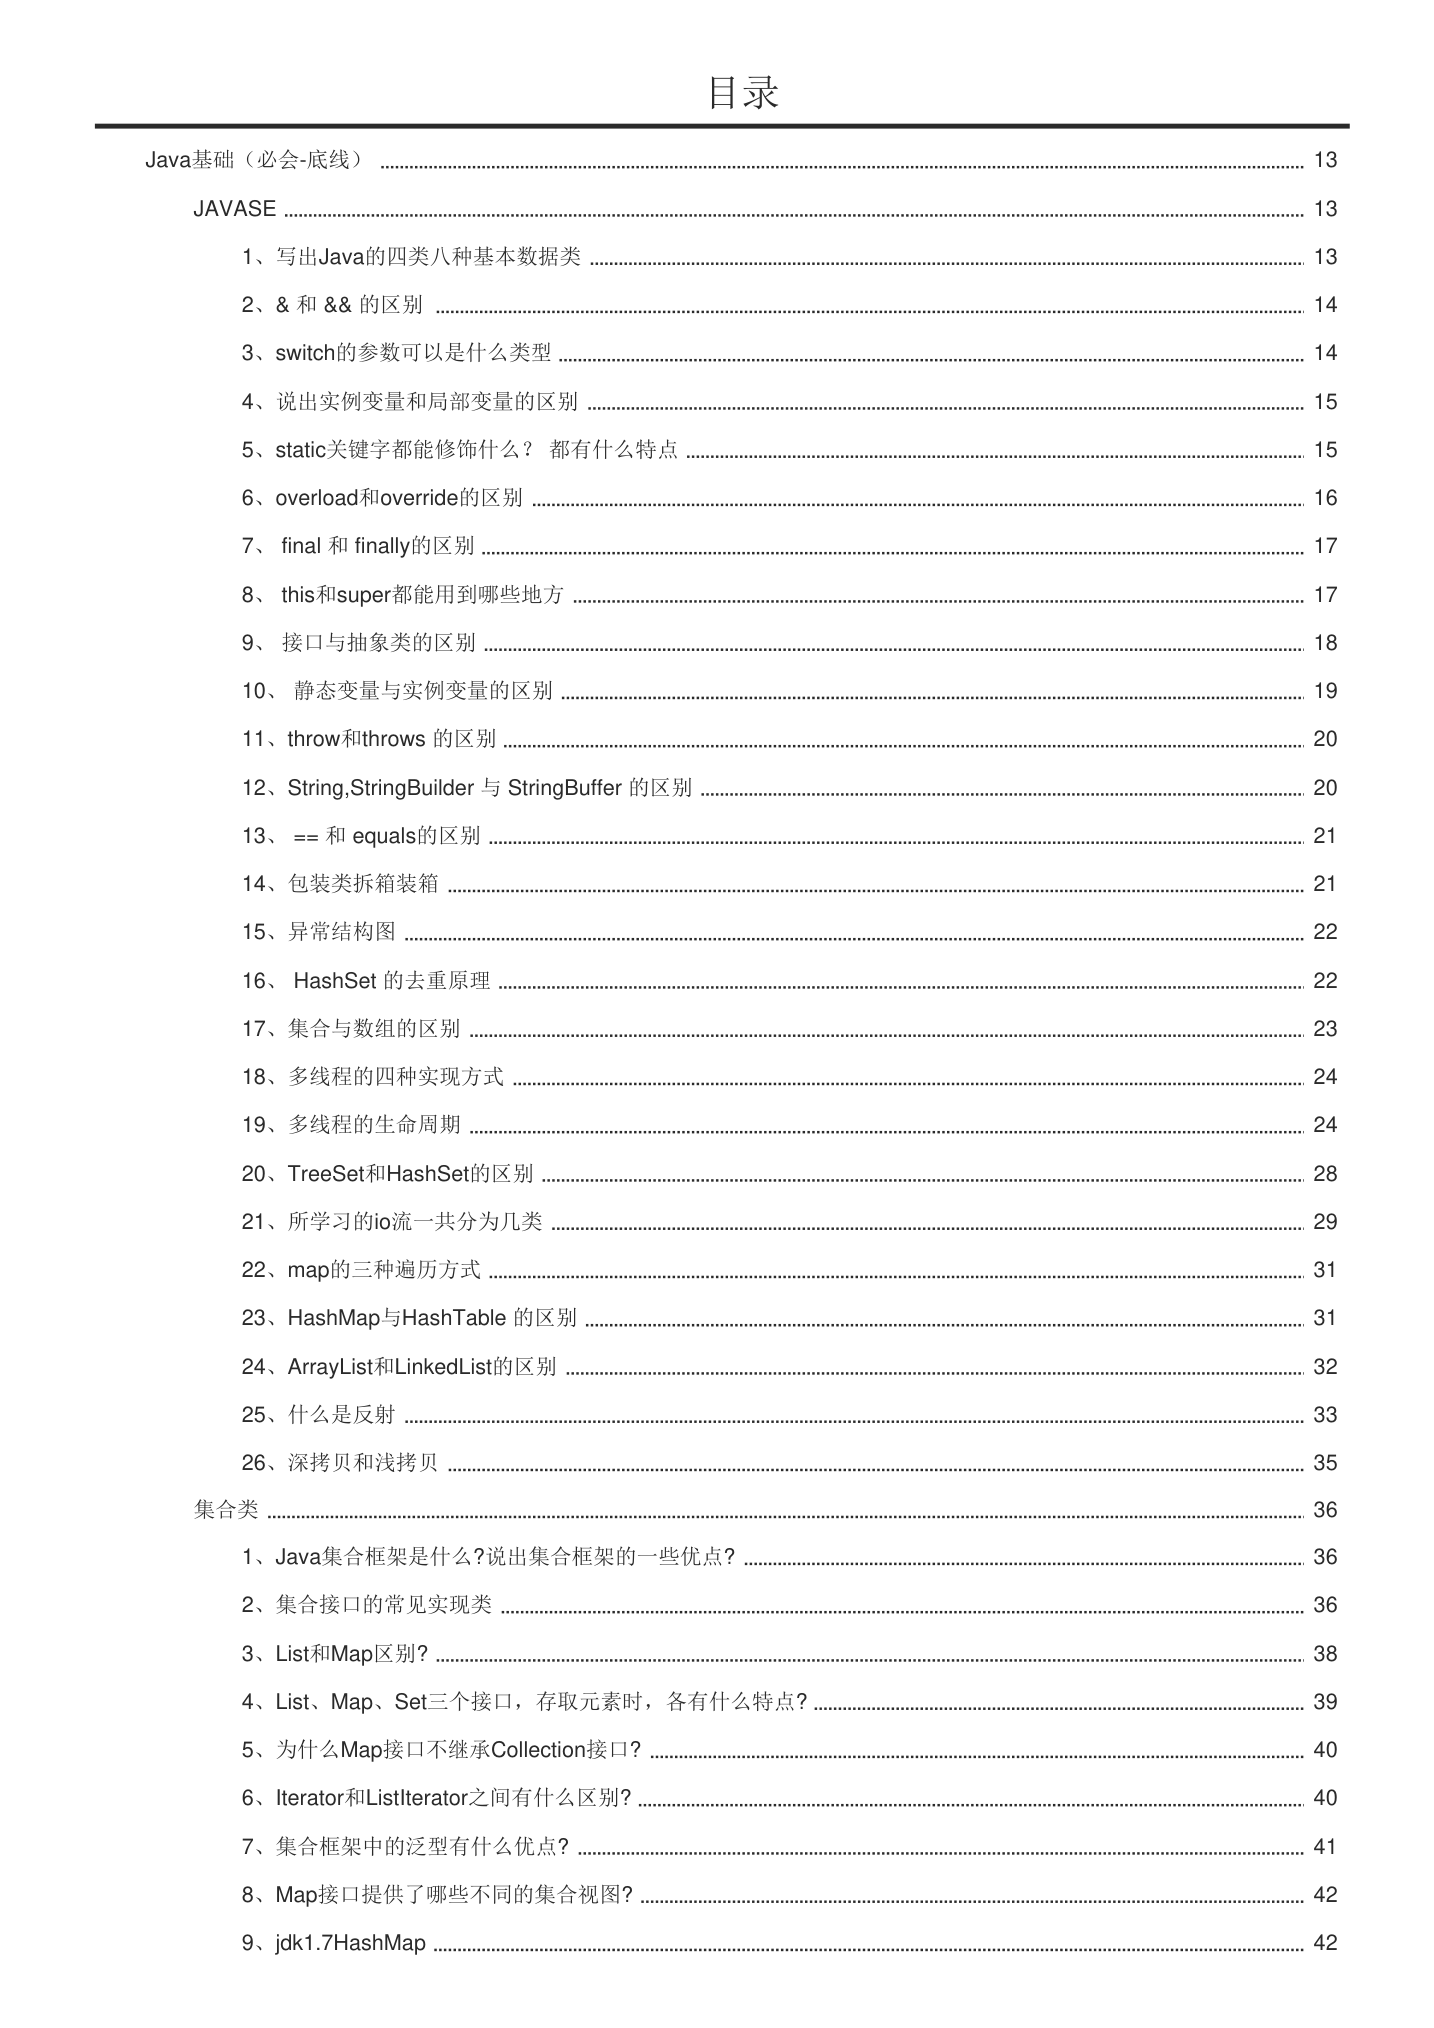 目录
Java基础（必会-底线） 13
JAVASE 13
1、写出Java的四类八种基本数据类 13
2、& 和 && 的区别 14
3、switch的参数可以是什么类型 14
4、说出实例变量和局部变量的区别 15
5、static关键字都能修饰什么？ 都有什么特点 15
6、overload和override的区别 16
7、 final 和 finally的区别 17
8、 this和super都能用到哪些地方 17
9、 接口与抽象类的区别 18
10、 静态变量与实例变量的区别 19
11、throw和throws 的区别 20
12、String,StringBuilder 与 StringBuffer 的区别 20
13、 == 和 equals的区别 21
14、包装类拆箱装箱 21
15、异常结构图 22
16、 HashSet 的去重原理 22
17、集合与数组的区别 23
18、多线程的四种实现方式 24
19、多线程的生命周期 24
20、TreeSet和HashSet的区别 28
21、所学习的io流一共分为几类 29
22、map的三种遍历方式 31
23、HashMap与HashTable 的区别 31
24、ArrayList和LinkedList的区别 32
25、什么是反射 33
26、深拷贝和浅拷贝 35
集合类 36
1、Java集合框架是什么?说出集合框架的一些优点? 36
2、集合接口的常见实现类 36
3、List和Map区别? 38
4、List、Map、Set三个接口，存取元素时，各有什么特点? 39
5、为什么Map接口不继承Collection接口? 40
6、Iterator和ListIterator之间有什么区别? 40
7、集合框架中的泛型有什么优点? 41
8、Map接口提供了哪些不同的集合视图? 42
9、jdk1.7HashMap 42